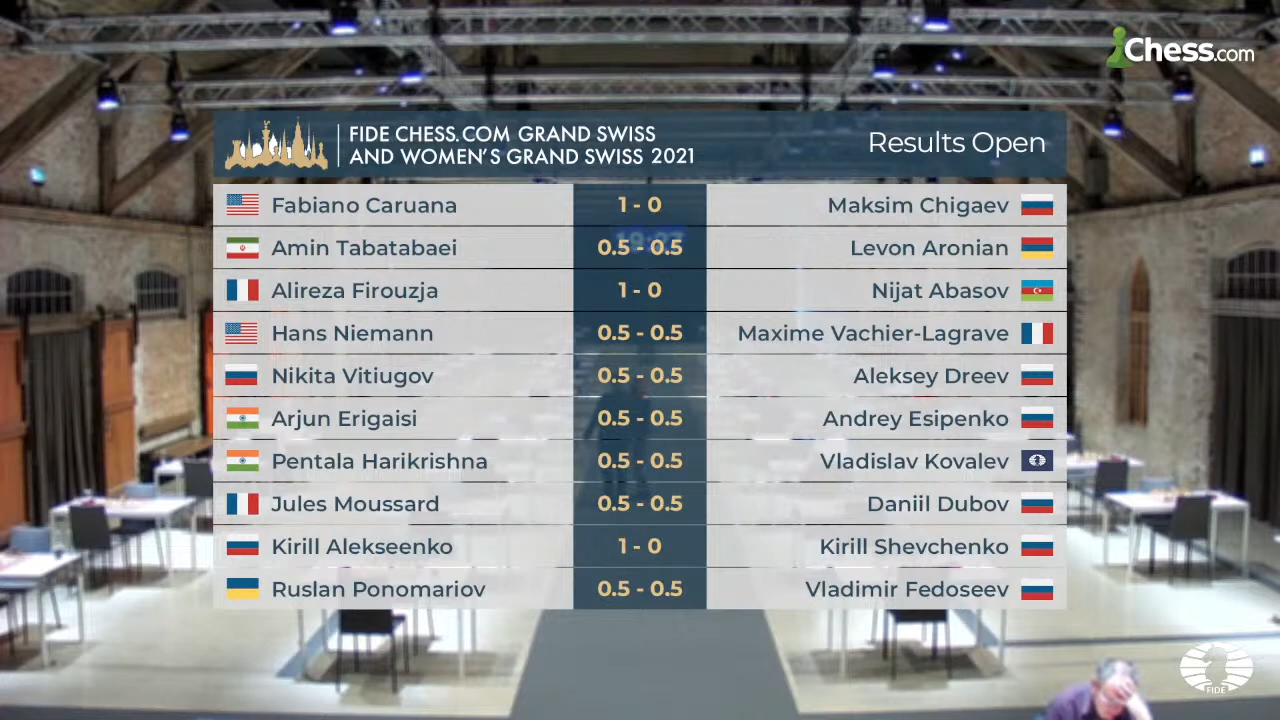 Chess.com
FIDE CHESS.COM GRAND SWISS
AND WOMEN'S GRAND SWISS 2021
Results Open
Fabiano Caruana 1 - 0 Maksim Chigaev
Amin Tabatabaei 0.5 - 0.5 Levon Aronian
Alireza Firouzja 1 - 0 Nijat Abasov
Hans Niemann 0.5 - 0.5 Maxime Vachier-Lagrave
Nikita Vitiugov 0.5 - 0.5 Aleksey Dreev
Arjun Erigaisi 0.5 - 0.5 Andrey Esipenko
Pentala Harikrishna 0.5 - 0.5 Vladislav Kovalev
Jules Moussard 0.5 - 0.5 Daniil Dubov
Kirill Alekseenko 1 - 0 Kirill Shevchenko
Ruslan Ponomariov 0.5 - 0.5 Vladimir Fedoseev
FIDE